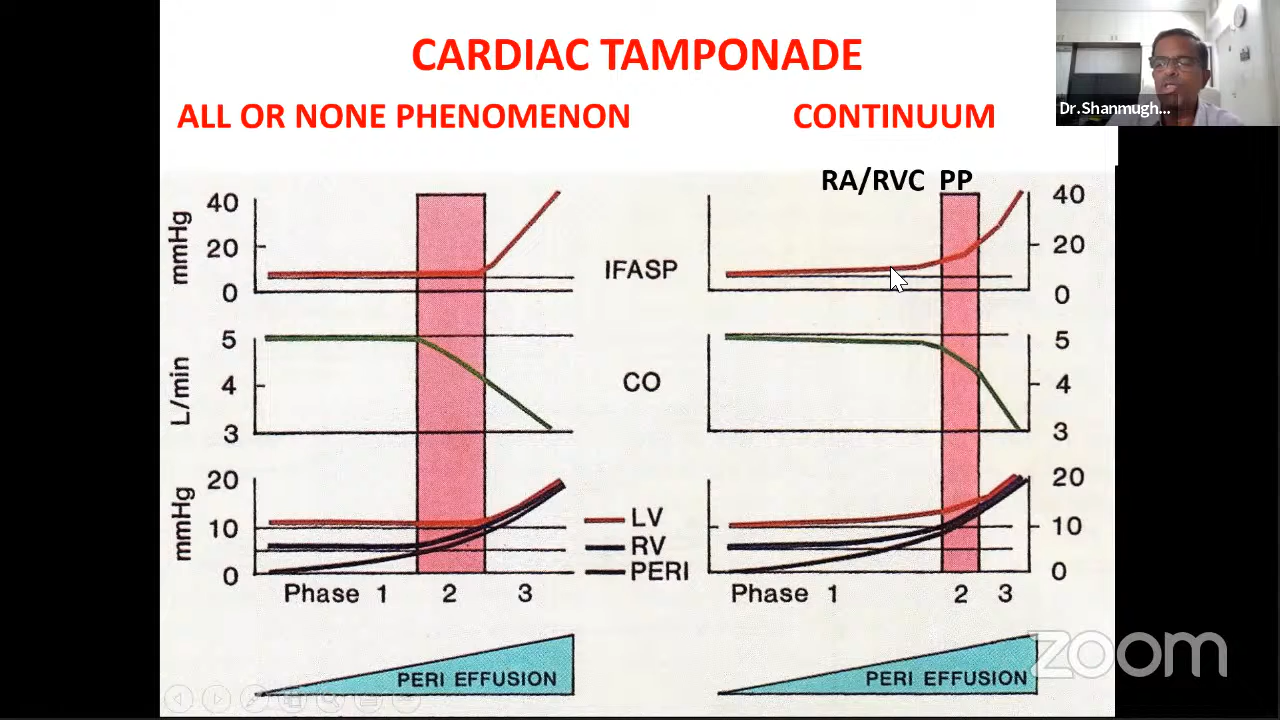 CARDIAC TAMPONADE
ALL OR NONE PHENOMENON
CONTINUUM
Dr.Shanmugh...
RA/RVC PP
mmHg
40
20
0
IFASP
40
20
0
L/min
5
4
3
CO
5
4
3
mmHg
20
10
0
LV
RV
PERI
20
10
0
Phase 1 2 3
Phase 1 2 3
PERI EFFUSION
PERI EFFUSION
zoom